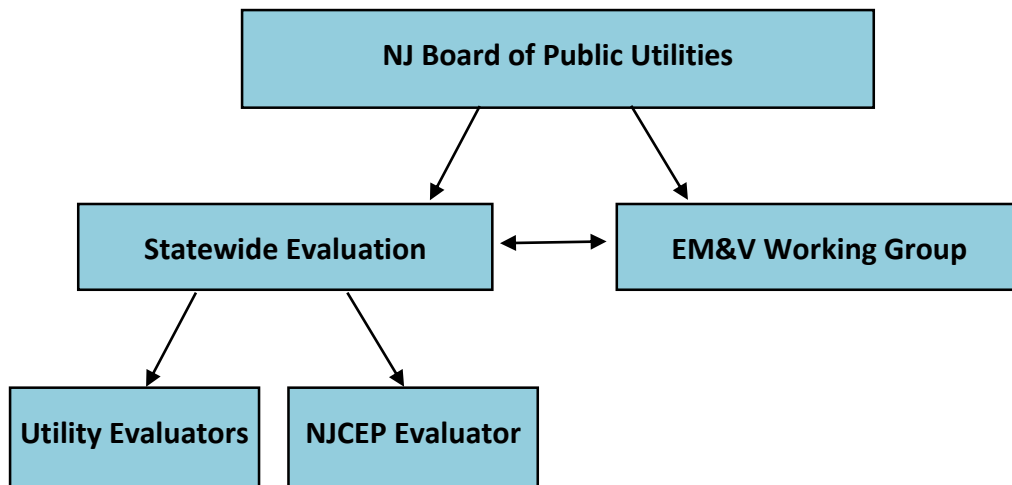 NJ Board of Public Utilities
Statewide Evaluation
EM&V Working Group
Utility Evaluators
NJCEP Evaluator